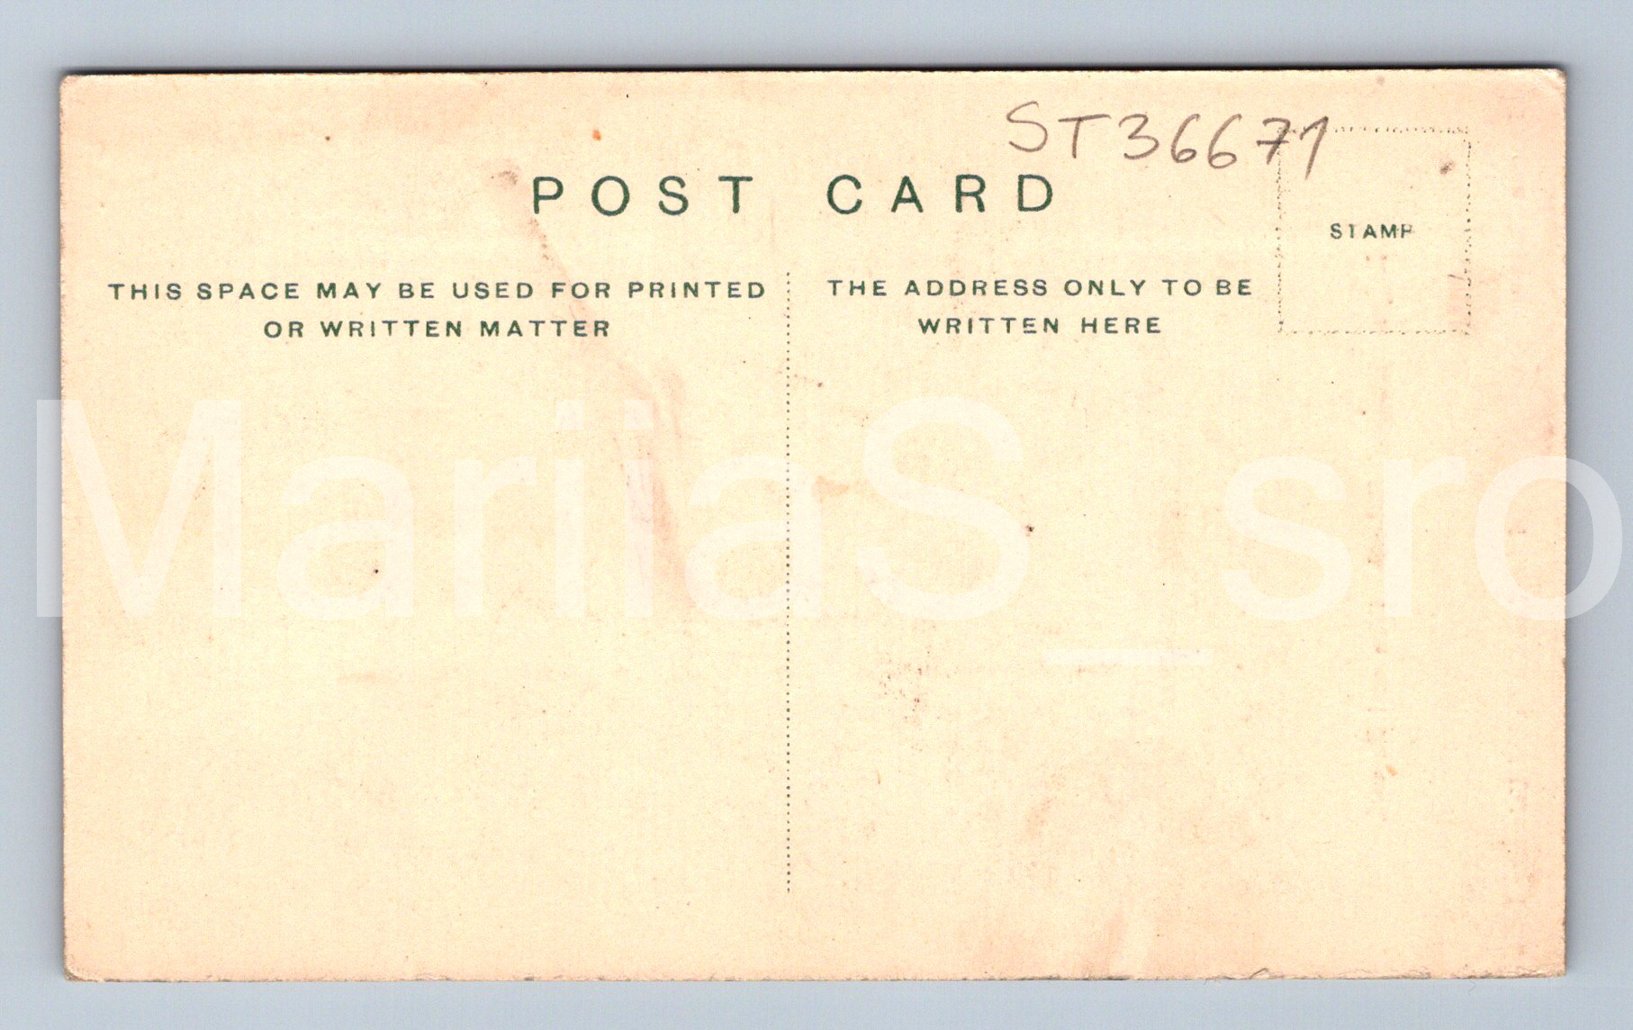 ST36671
POST CARD
STAMP
THIS SPACE MAY BE USED FOR PRINTED
OR WRITTEN MATTER
THE ADDRESS ONLY TO BE
WRITTEN HERE
MarilaS_sro